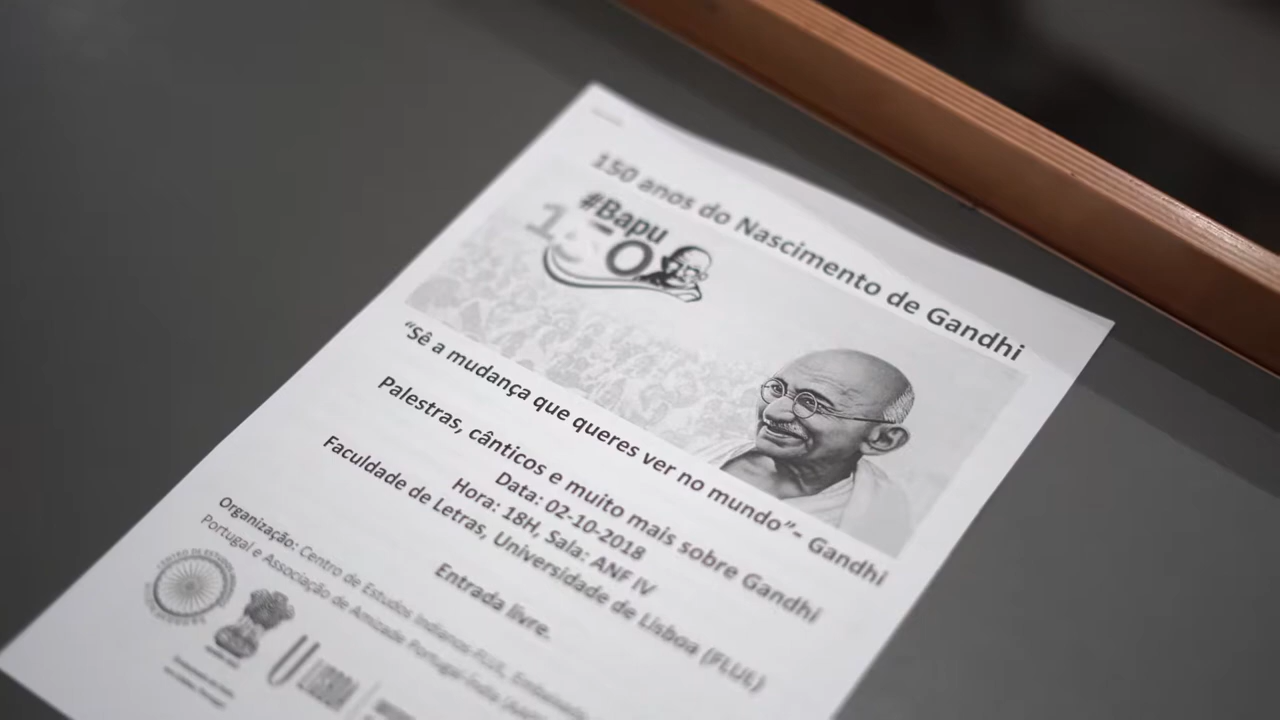 150 anos do Nascimento de Gandhi
#Bapu
150
“Sê a mudança que queres ver no mundo”- Gandhi
Palestras, cânticos e muito mais sobre Gandhi
Data: 02-10-2018
Hora: 18H, Sala: ANF IV
Faculdade de Letras, Universidade de Lisboa (FLUL)
Entrada livre.
Organização: Centro de Estudos Indianos FLUL, Embaixada
Portugal e Associação de Amizade Portugal-Índia
LISBOA